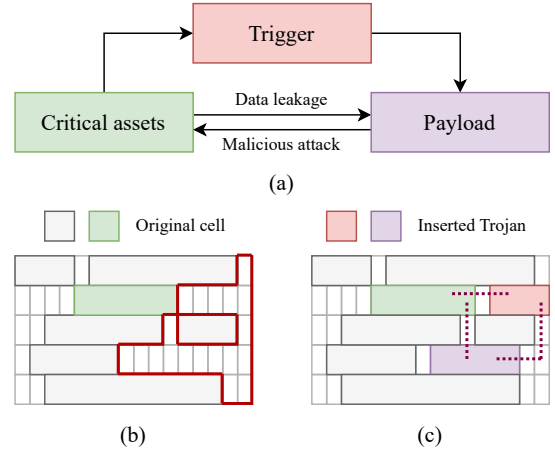 Trigger
Data leakage
Critical assets
Payload
Malicious attack
(a)
Original cell
Inserted Trojan
(b)
(c)